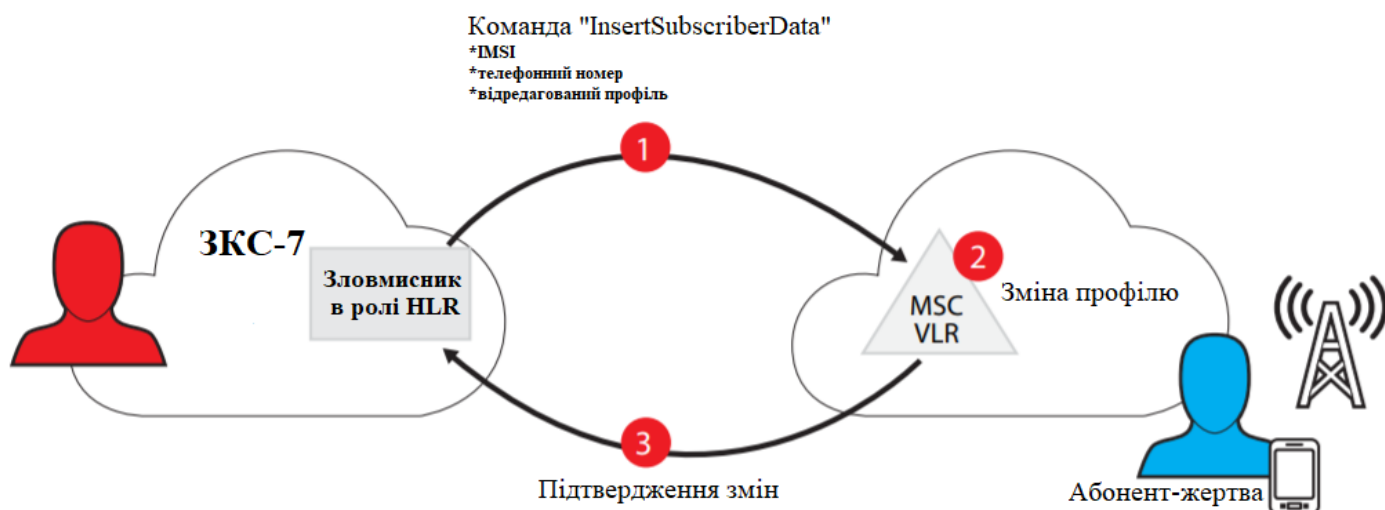 Команда "InsertSubscriberData"
*IMSI
*телефонний номер
*відредагований профіль
1
ЗКС-7
Зловмисник
в ролі HLR
2
MSC
VLR
Зміна профілю
3
Підтвердження змін
Абонент-жертва